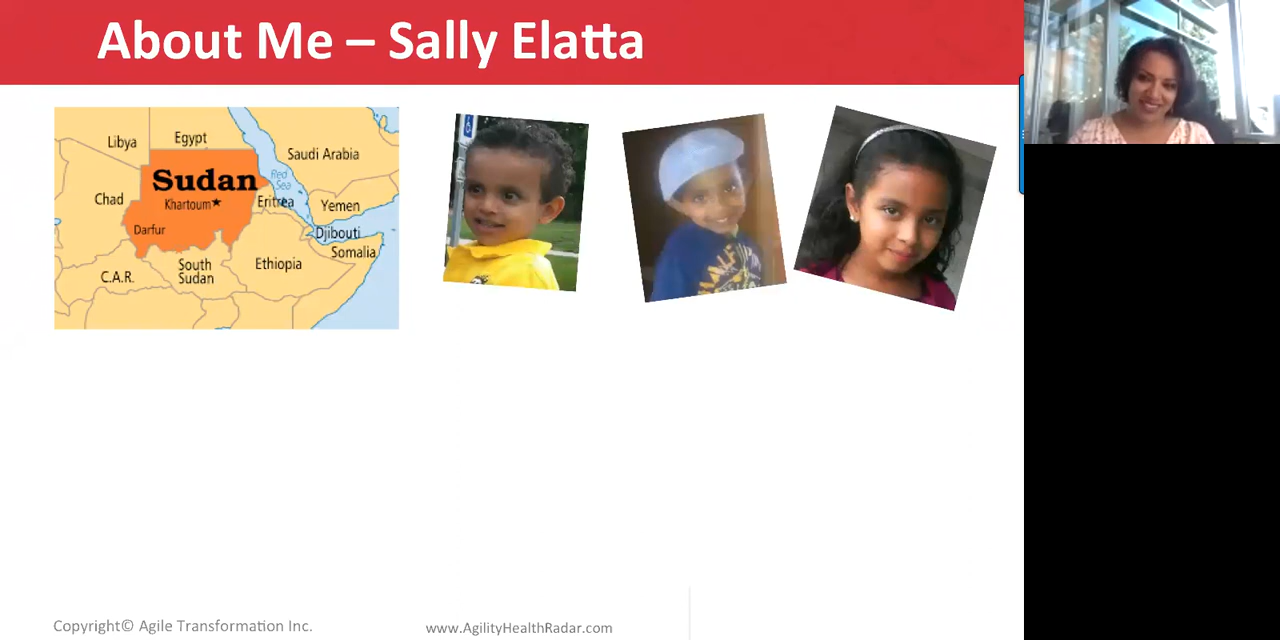 About Me – Sally Elatta
Libya
Egypt
Saudi Arabia
Sudan
Red
Sea
Chad
Khartoum
Eritrea
Yemen
Darfur
Djibouti
Somalia
C.A.R.
South
Sudan
Ethiopia
Copyright© Agile Transformation Inc.
www.AgilityHealthRadar.com